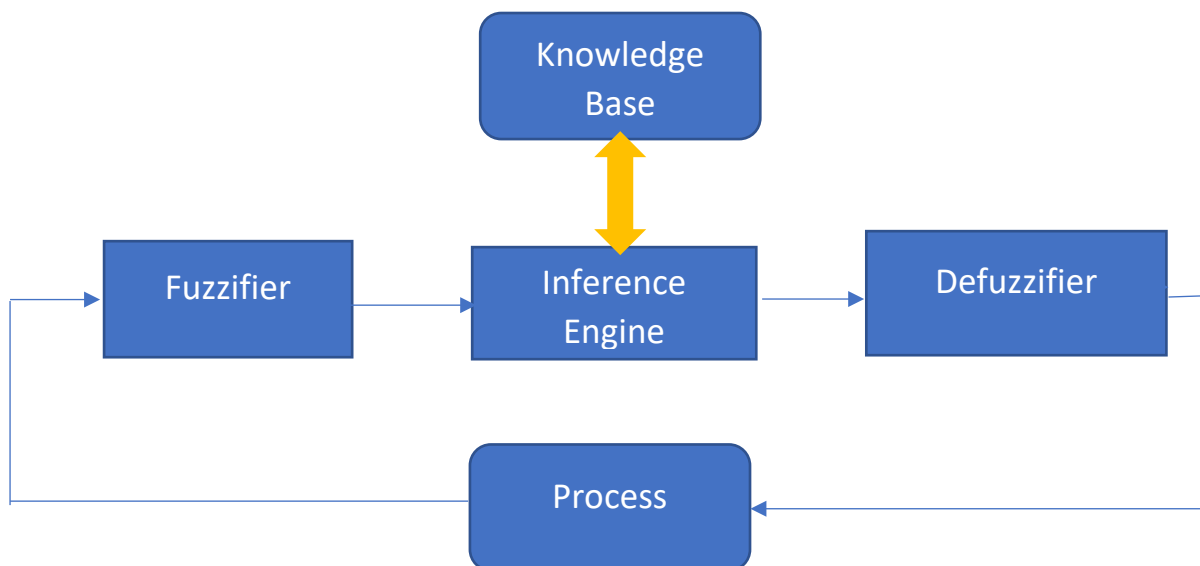 Knowledge
Base
Fuzzifier
Inference
Engine
Defuzzifier
Process